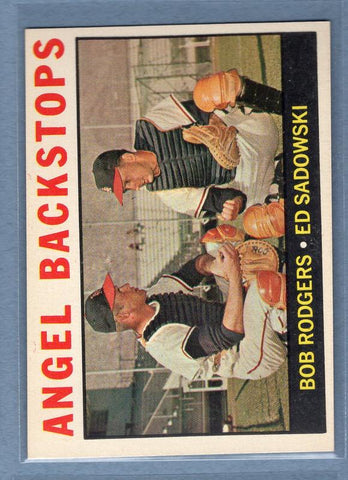 ANGEL BACKSTOPS
BOB RODGERS • ED SADOWSKI